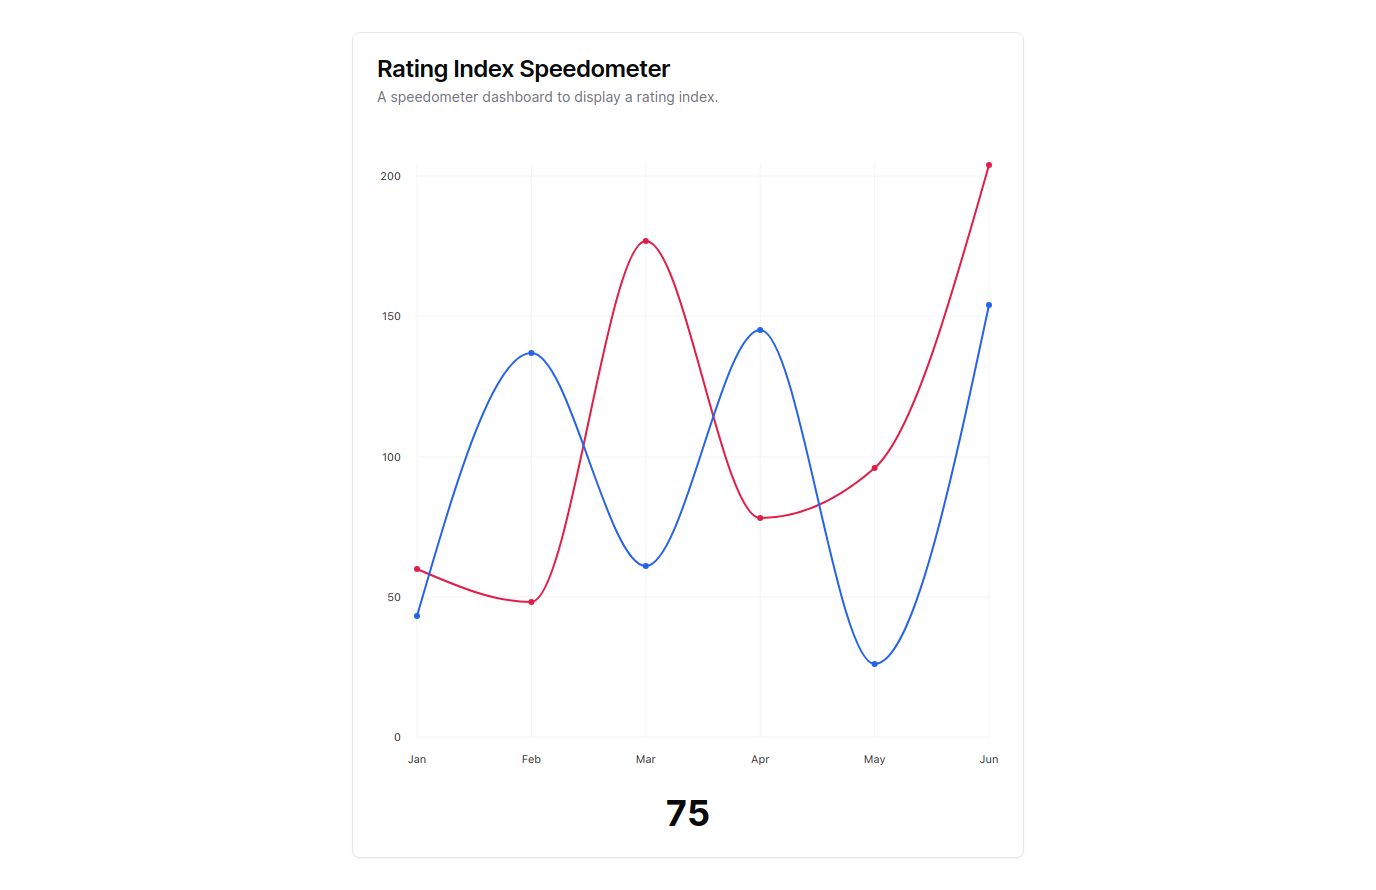 Rating Index Speedometer
A speedometer dashboard to display a rating index.
200
150
100
50
0
Jan Feb Mar Apr May Jun
75